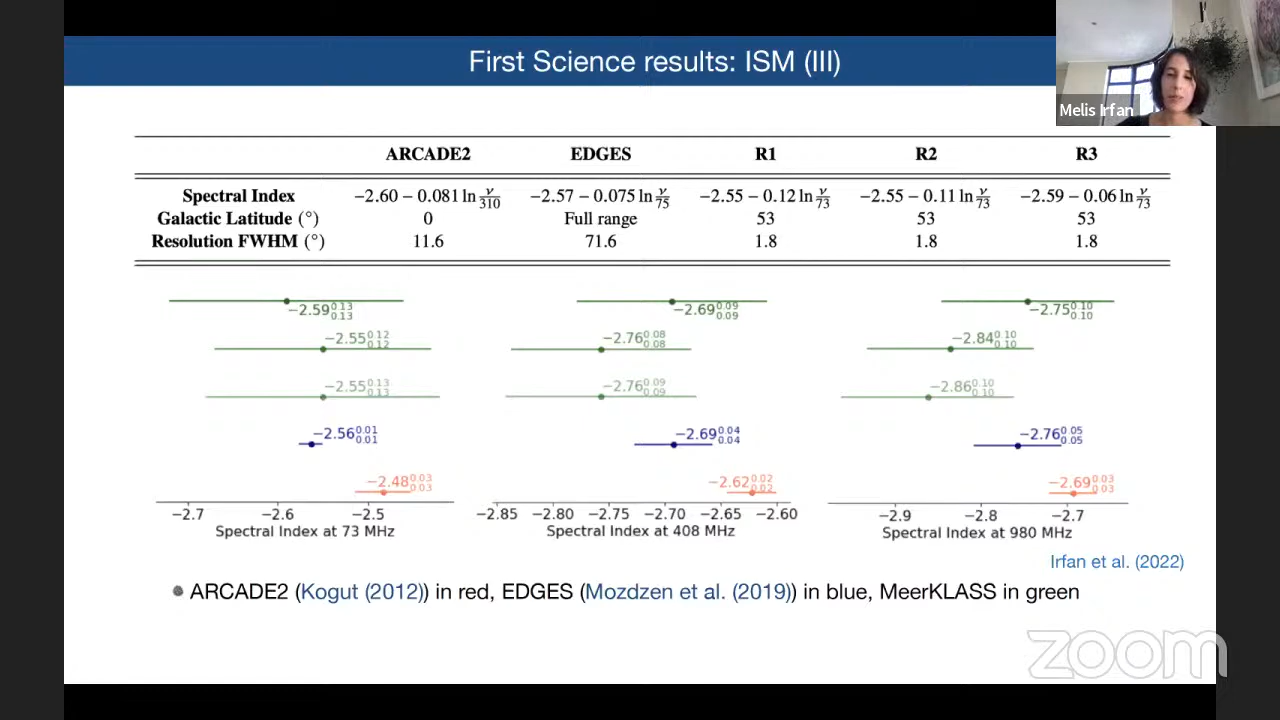 First Science results: ISM (III)
Melis Irfan
ARCADE2 EDGES R1 R2 R3
Spectral Index −2.60 − 0.081 ln ν/310 −2.57 − 0.075 ln ν/75 −2.55 − 0.12 ln ν/73 −2.55 − 0.11 ln ν/73 −2.59 − 0.06 ln ν/73
Galactic Latitude (°) 0 Full range 53 53 53
Resolution FWHM (°) 11.6 71.6 1.8 1.8 1.8
−2.59 0.13 0.13 −2.69 0.09 0.09 −2.75 0.10 0.10
−2.55 0.12 0.12 −2.76 0.08 0.08 −2.84 0.10 0.10
−2.55 0.13 0.13 −2.76 0.09 0.09 −2.86 0.10 0.10
−2.56 0.01 0.01 −2.69 0.04 0.04 −2.76 0.05 0.05
−2.48 0.03 0.03 −2.62 0.02 0.02 −2.69 0.03 0.03
−2.7 −2.6 −2.5 −2.85 −2.80 −2.75 −2.70 −2.65 −2.60 −2.9 −2.8 −2.7
Spectral Index at 73 MHz Spectral Index at 408 MHz Spectral Index at 980 MHz
Irfan et al. (2022)
● ARCADE2 (Kogut (2012)) in red, EDGES (Mozdzen et al. (2019)) in blue, MeerKLASS in green
zoom